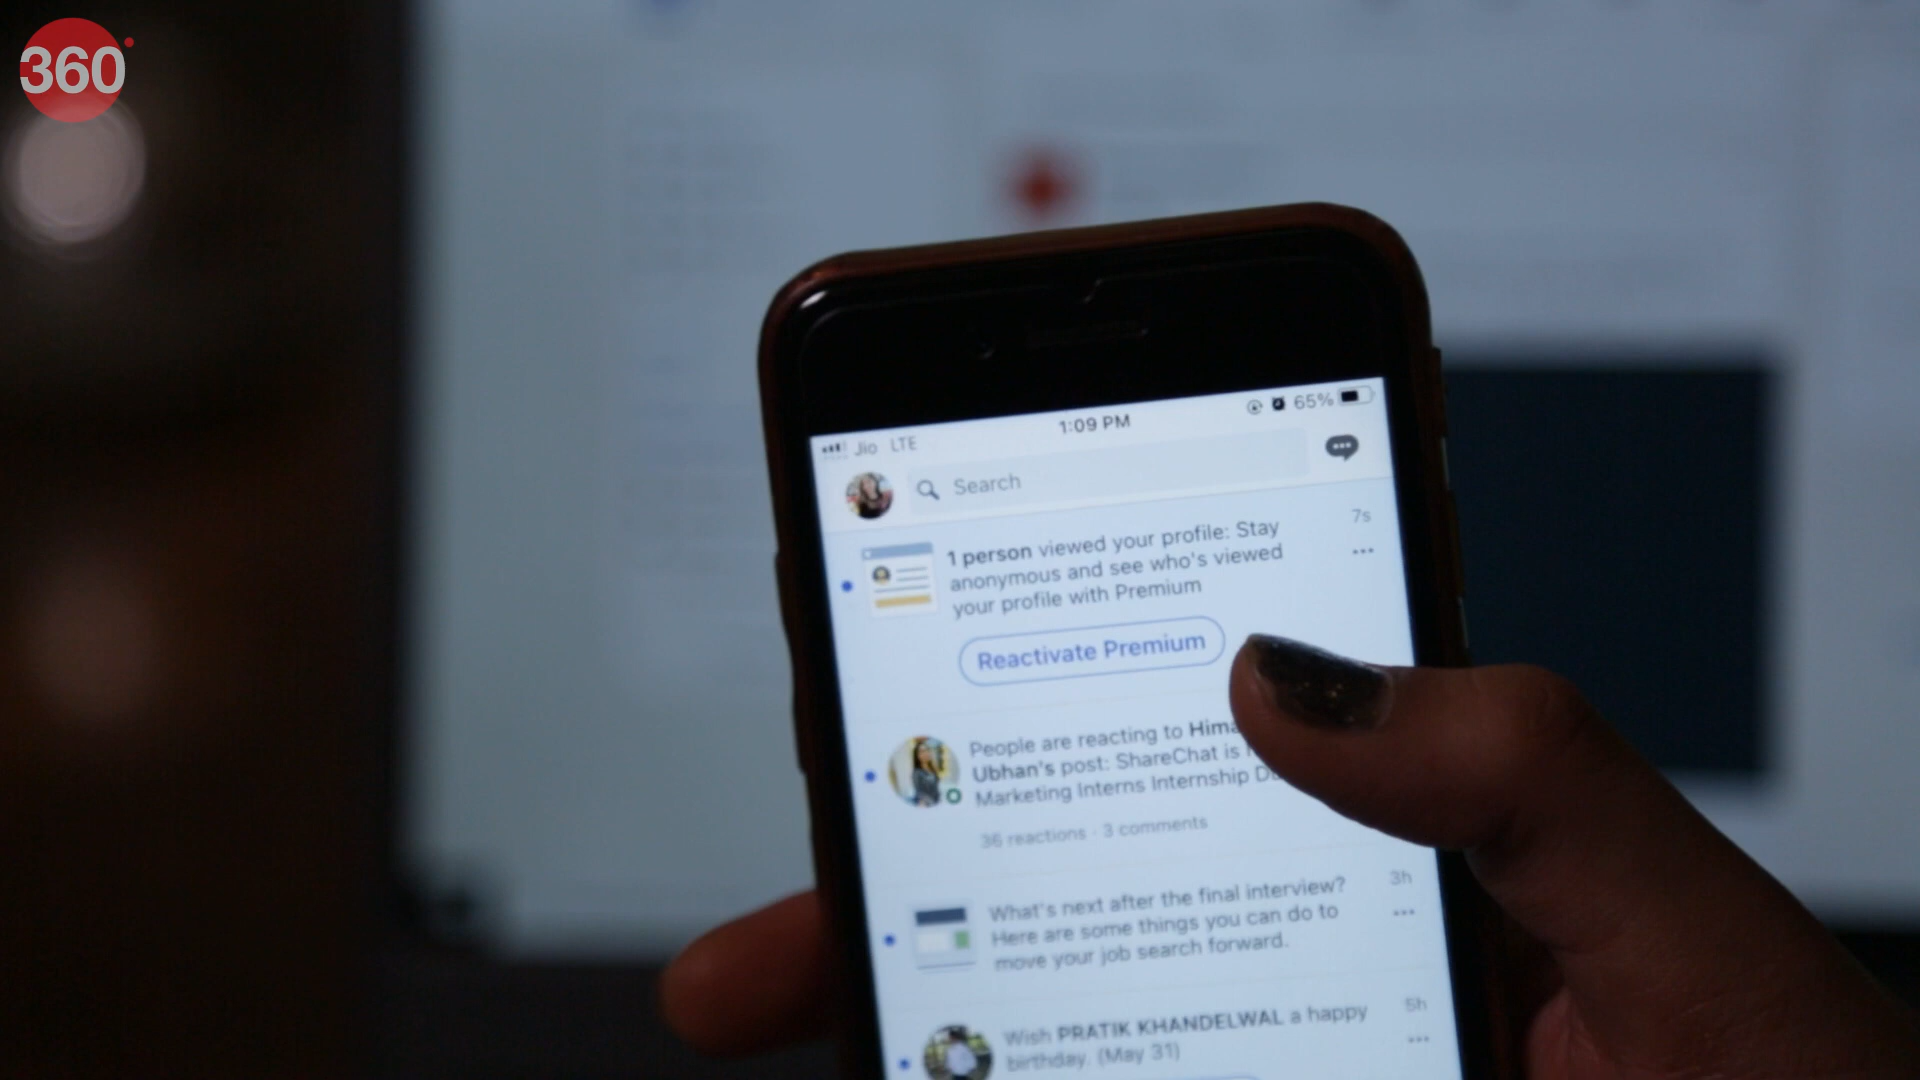 360
Jio LTE
1:09 PM
65%
Search
1 person viewed your profile: Stay
anonymous and see who's viewed
your profile with Premium
7s
Reactivate Premium
People are reacting to
Ubhan's post: ShareChat is
Marketing Interns Internship
36 reactions · 3 comments
What's next after the final interview?
Here are some things you can do to
move your job search forward.
3h
Wish PRATIK KHANDELWAL a happy
birthday. (May 31)
5h